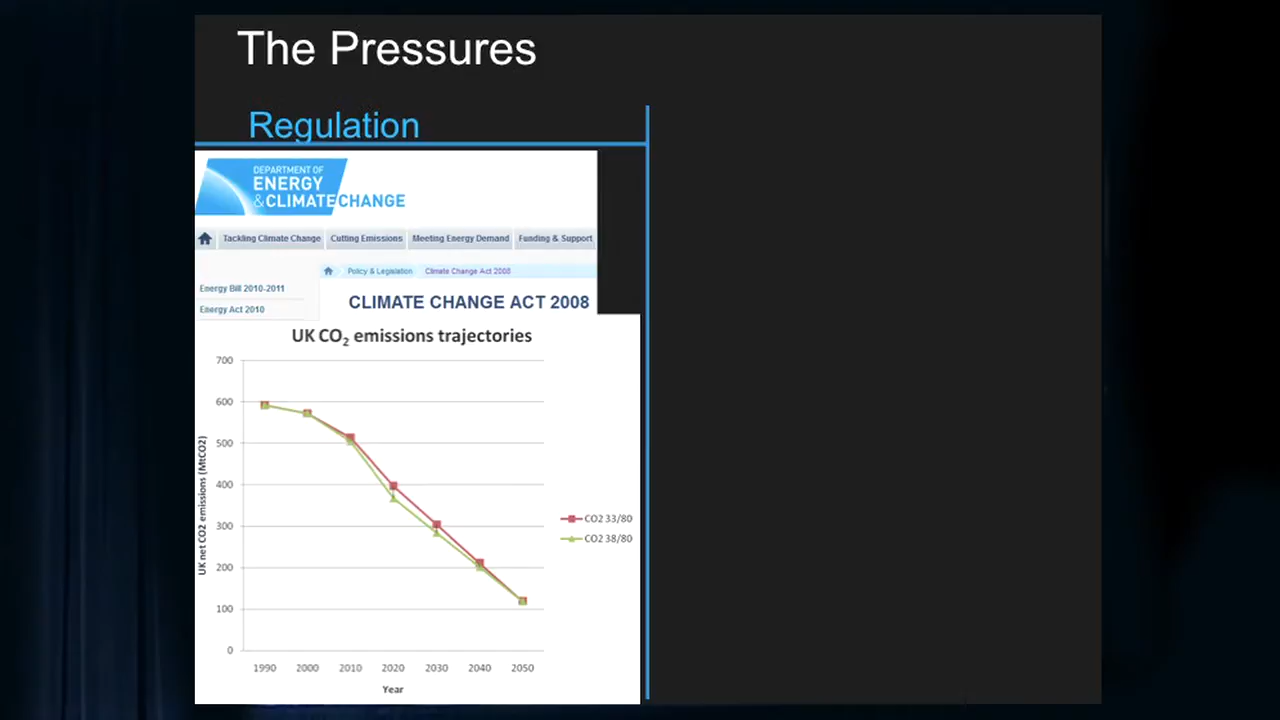 The Pressures
Regulation
DEPARTMENT OF
ENERGY
&CLIMATECHANGE
Tackling Climate Change Cutting Emissions Meeting Energy Demand Funding & Support
Policy & Legislation Climate Change Act 2008
Energy Bill 2010-2011
CLIMATE CHANGE ACT 2008
Energy Act 2010
UK CO2 emissions trajectories
700
600
500
400
300
200
100
0
UK net CO2 emissions (MtCO2)
CO2 33/80
CO2 38/80
1990 2000 2010 2020 2030 2040 2050
Year